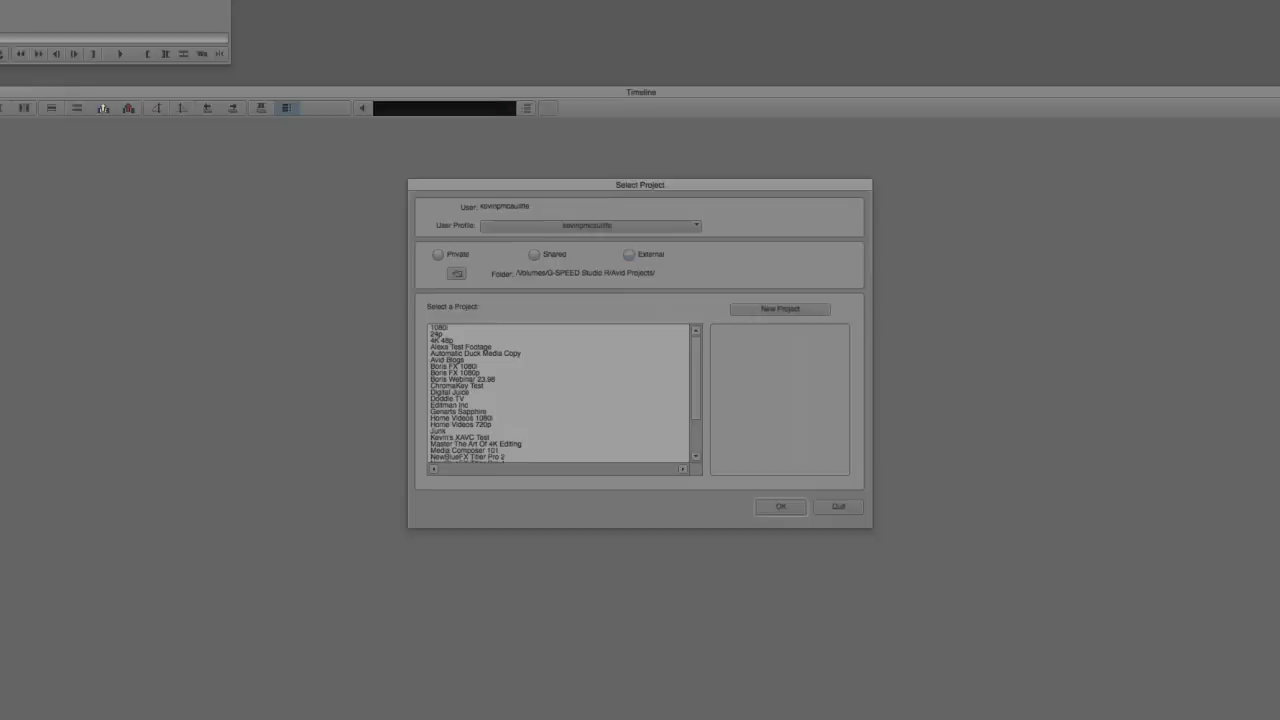 Timeline
Select Project
User: kevinpmcauliffe
User Profile: kevinpmcauliffe
Private Shared External
Folder: /Volumes/G-SPEED Studio R/Avid Projects/
Select a Project:
New Project
1080i
24p
4K 48p
Alexa Test Footage
Automatic Duck Media Copy
Avid Blogs
Boris FX 1080i
Boris FX 1080p
Boris Webinar 23.98
ChromaKey Test
Digital Juice
Doddle TV
Editman Inc
Genarts Sapphire
Home Videos 1080i
Home Videos 720p
Junk
Kevin's XAVC Test
Master The Art Of 4K Editing
Media Composer 101
NewBlueFX Titler Pro 2
OK Quit